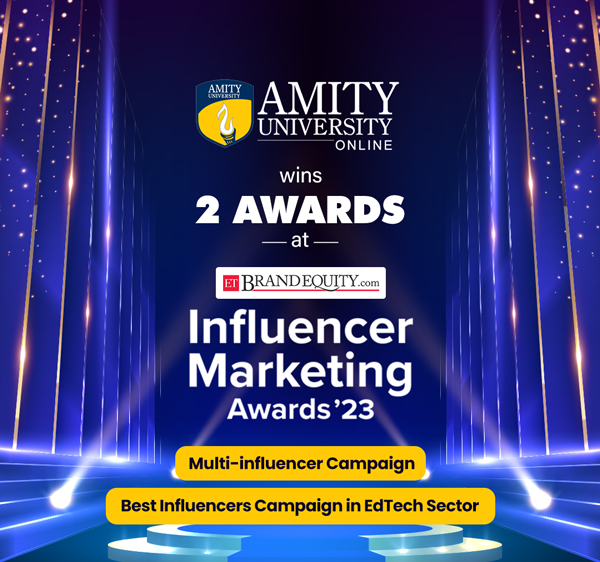 AMITY
UNIVERSITY
AMITY
UNIVERSITY
ONLINE
wins
2 AWARDS
at
ET BRANDEQUITY.com
Influencer
Marketing
Awards '23
Multi-influencer Campaign
Best Influencers Campaign in EdTech Sector